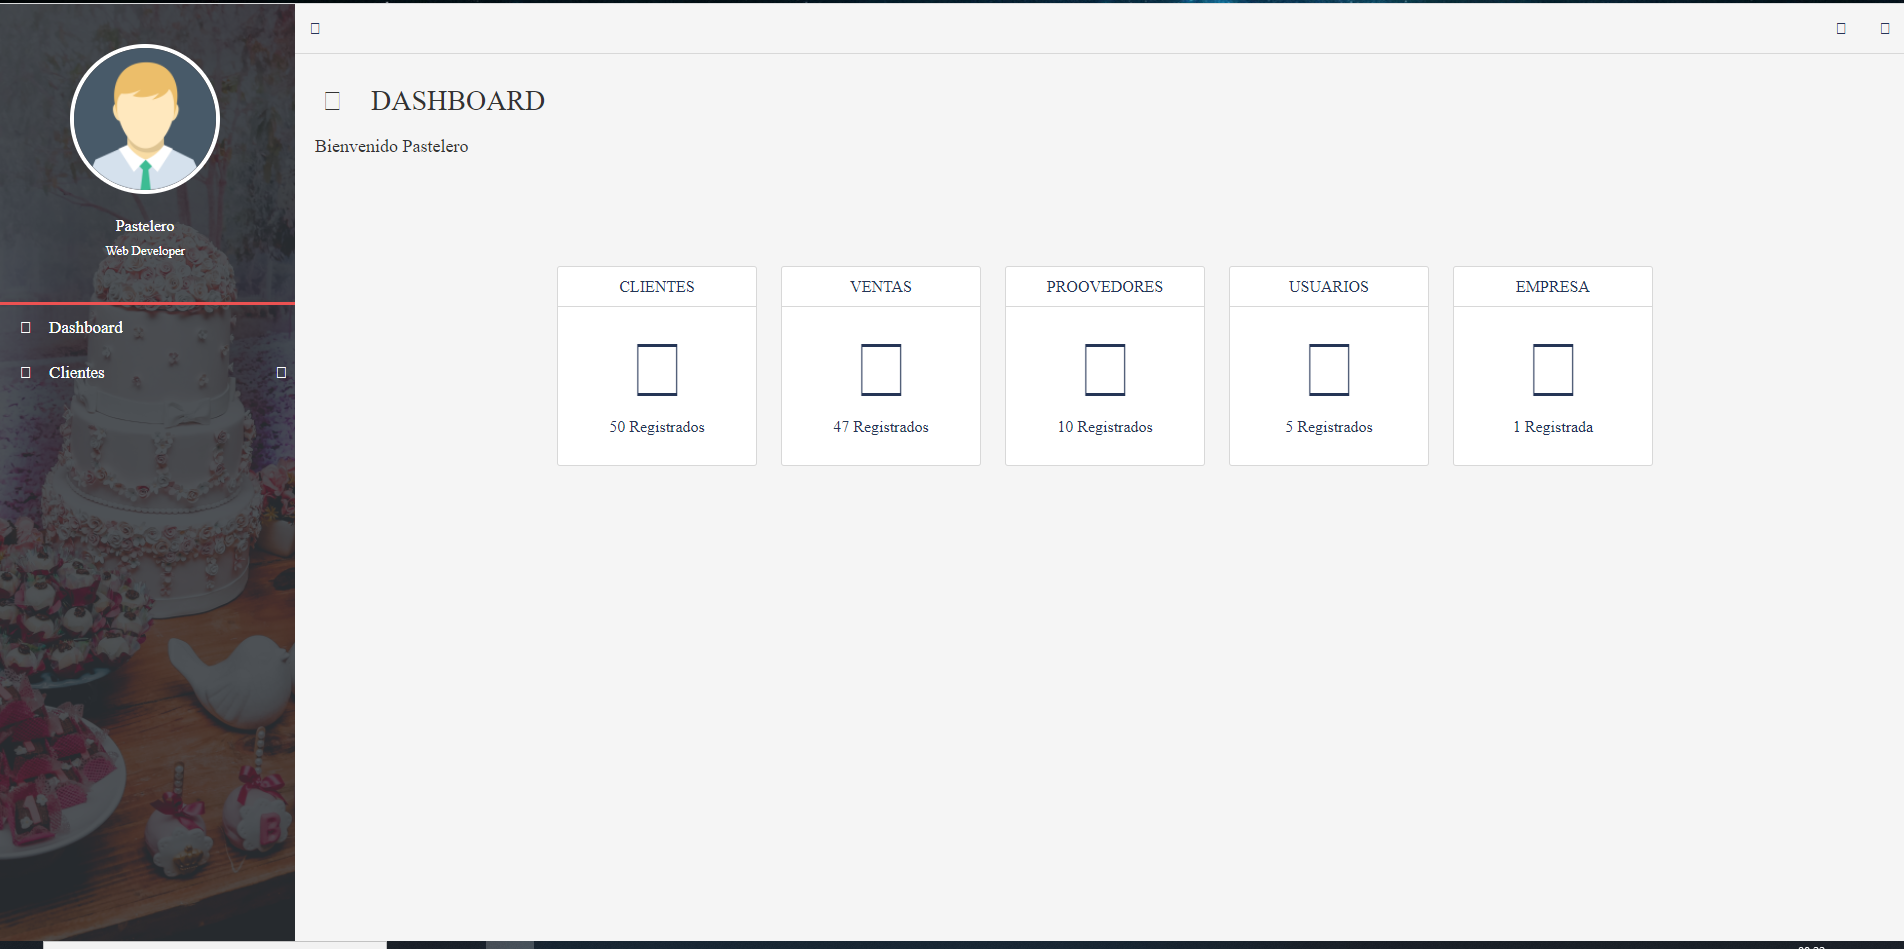 Pastelero
Web Developer
Dashboard
Clientes
DASHBOARD
Bienvenido Pastelero
CLIENTES
50 Registrados
VENTAS
47 Registrados
PROOVEDORES
10 Registrados
USUARIOS
5 Registrados
EMPRESA
1 Registrada